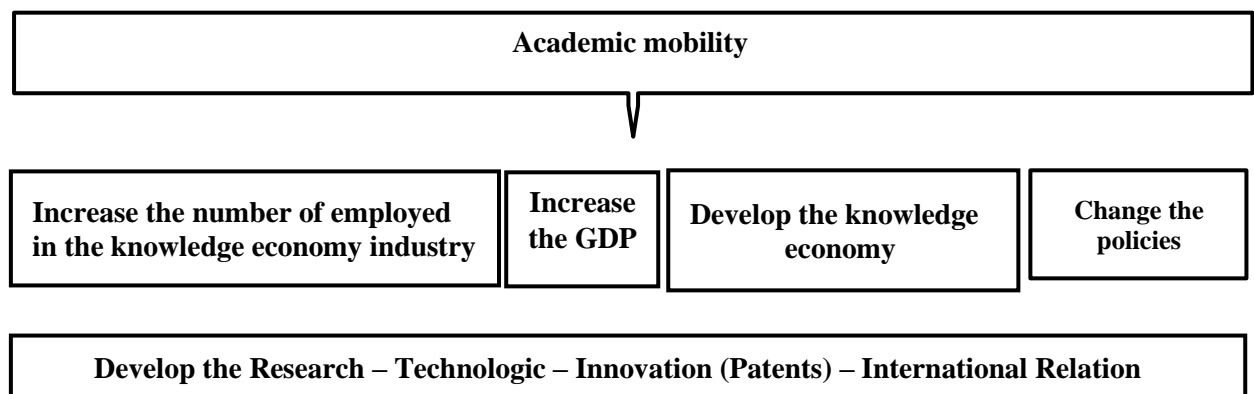 Academic mobility
Increase the number of employed
in the knowledge economy industry
Increase
the GDP
Develop the knowledge
economy
Change the
policies
Develop the Research – Technologic – Innovation (Patents) – International Relation